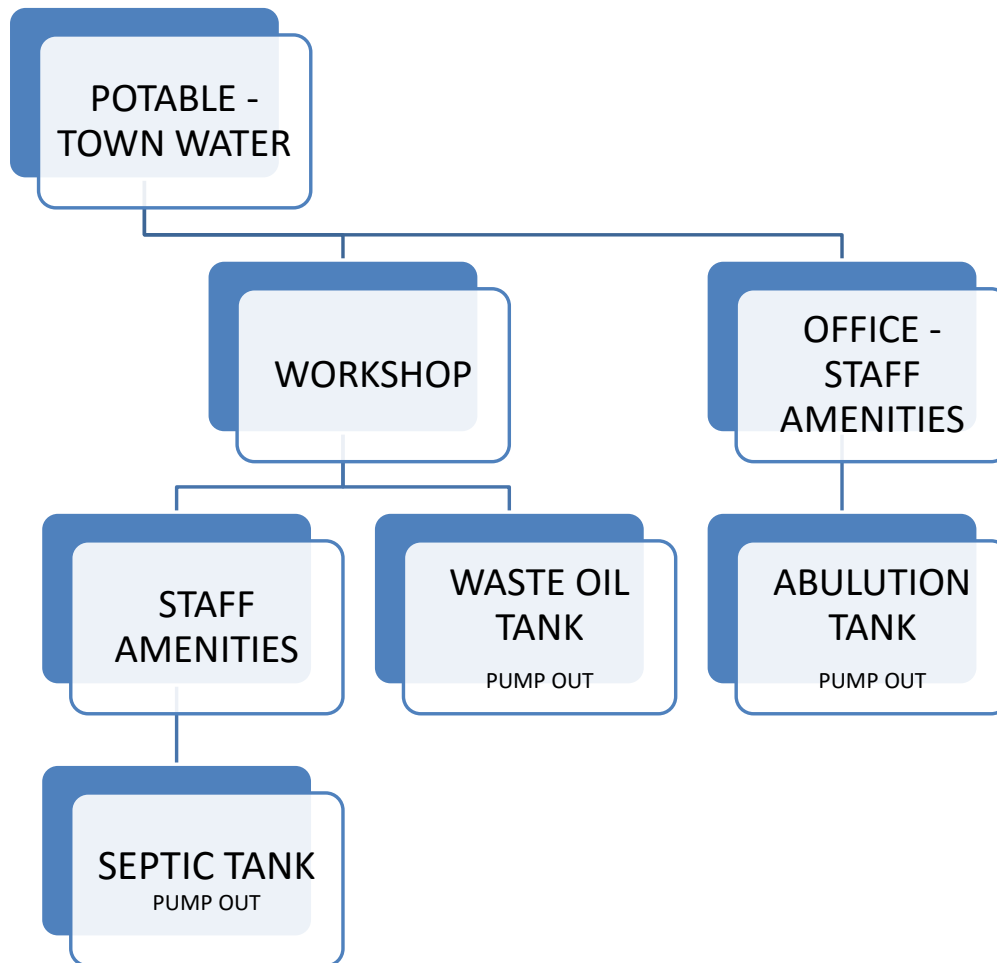 POTABLE -
TOWN WATER
WORKSHOP
OFFICE -
STAFF
AMENITIES
STAFF
AMENITIES
WASTE OIL
TANK
PUMP OUT
ABULUTION
TANK
PUMP OUT
SEPTIC TANK
PUMP OUT